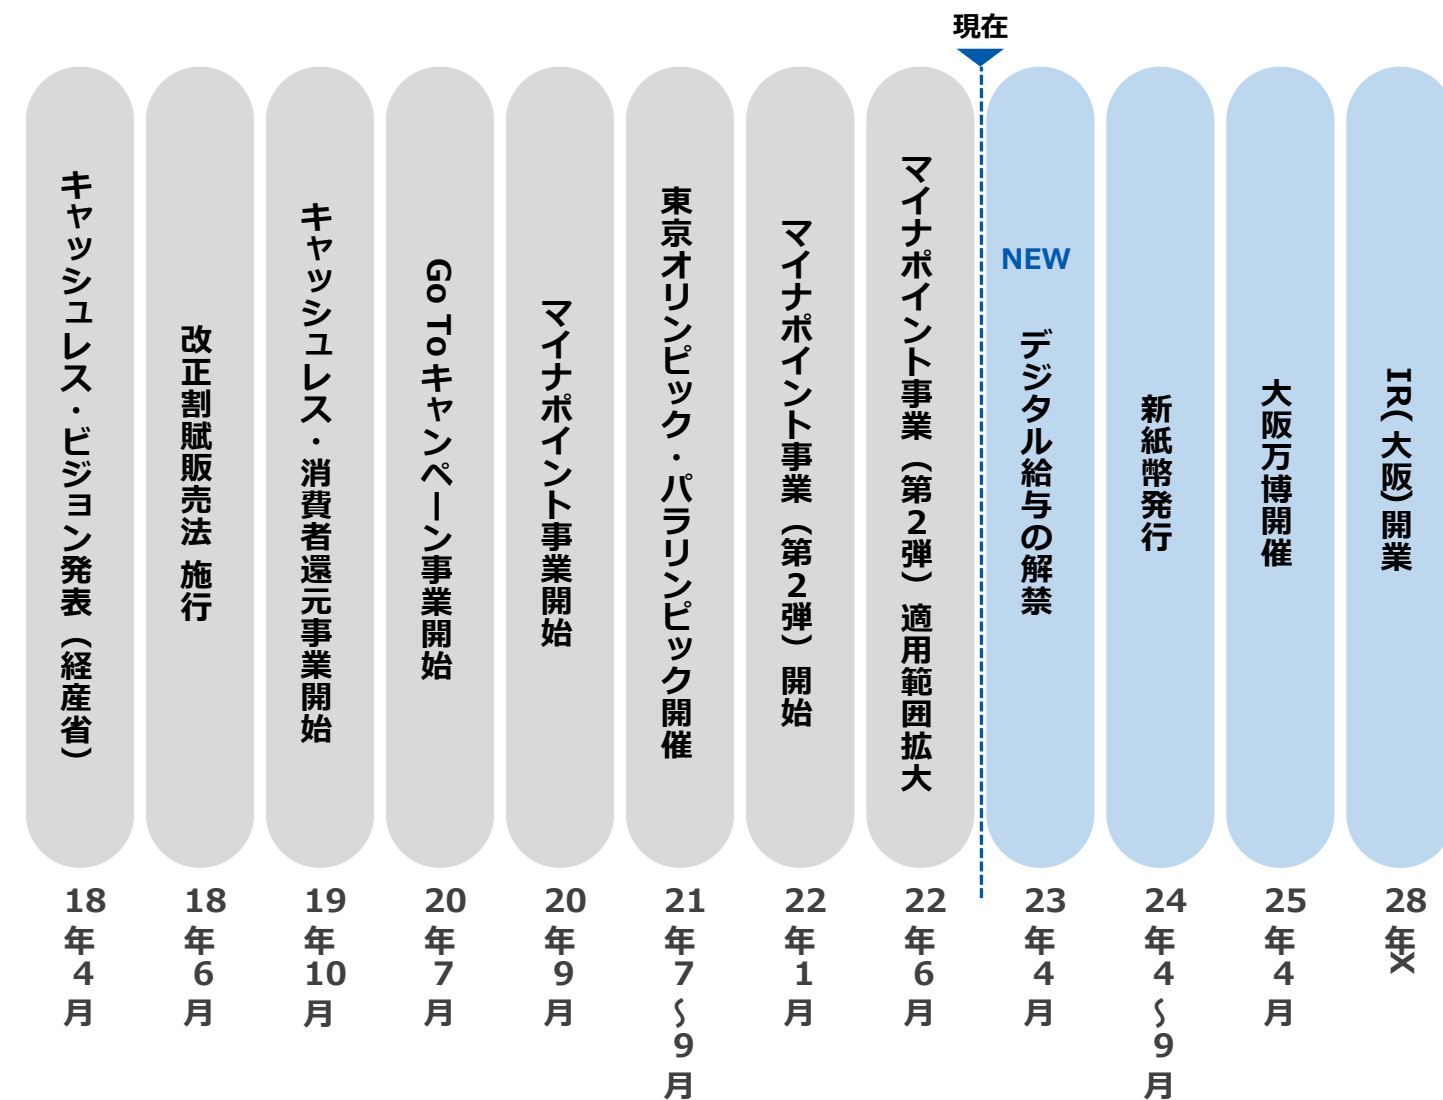 現在
キャッシュレス・ビジョン発表（経産省）
改正割賦販売法 施行
キャッシュレス・消費者還元事業開始
Go Toキャンペーン事業開始
マイナポイント事業開始
東京オリンピック・パラリンピック開催
マイナポイント事業（第2弾）開始
マイナポイント事業（第2弾）適用範囲拡大
NEW
デジタル給与の解禁
新紙幣発行
大阪万博開催
IR(大阪)開業
18年4月
18年6月
19年10月
20年7月
20年9月
21年7～9月
22年1月
22年6月
23年4月
24年4～9月
25年4月
28年X